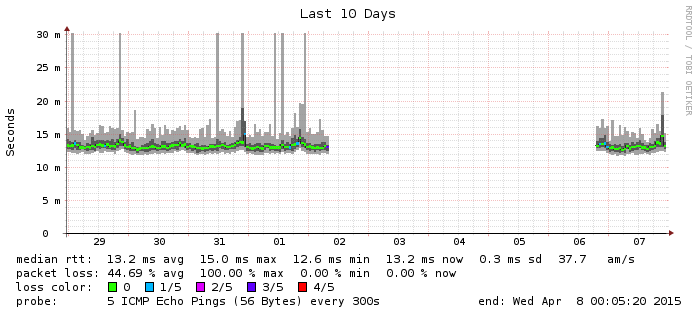 Last 10 Days
RRDTOOL / TOBI OETIKER
Seconds
30 m
25 m
20 m
15 m
10 m
5 m
0
29 30 31 01 02 03 04 05 06 07
median rtt: 13.2 ms avg 15.0 ms max 12.6 ms min 13.2 ms now 0.3 ms sd 37.7 am/s
packet loss: 44.69 % avg 100.00 % max 0.00 % min 0.00 % now
loss color: 0 1/5 2/5 3/5 4/5
probe: 5 ICMP Echo Pings (56 Bytes) every 300s end: Wed Apr 8 00:05:20 2015